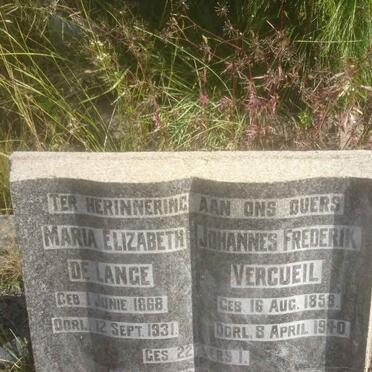 TER HERINNERING AAN ONS OUERS
MARIA ELIZABETH JOHANNES FREDERIK
DE LANGE VERCUEIL
GEB. 1 JUNIE 1868 GEB. 16 AUG. 1858
OORL. 12 SEPT. 1931 OORL. 8 APRIL 1940
GES. 22 VERS 1.